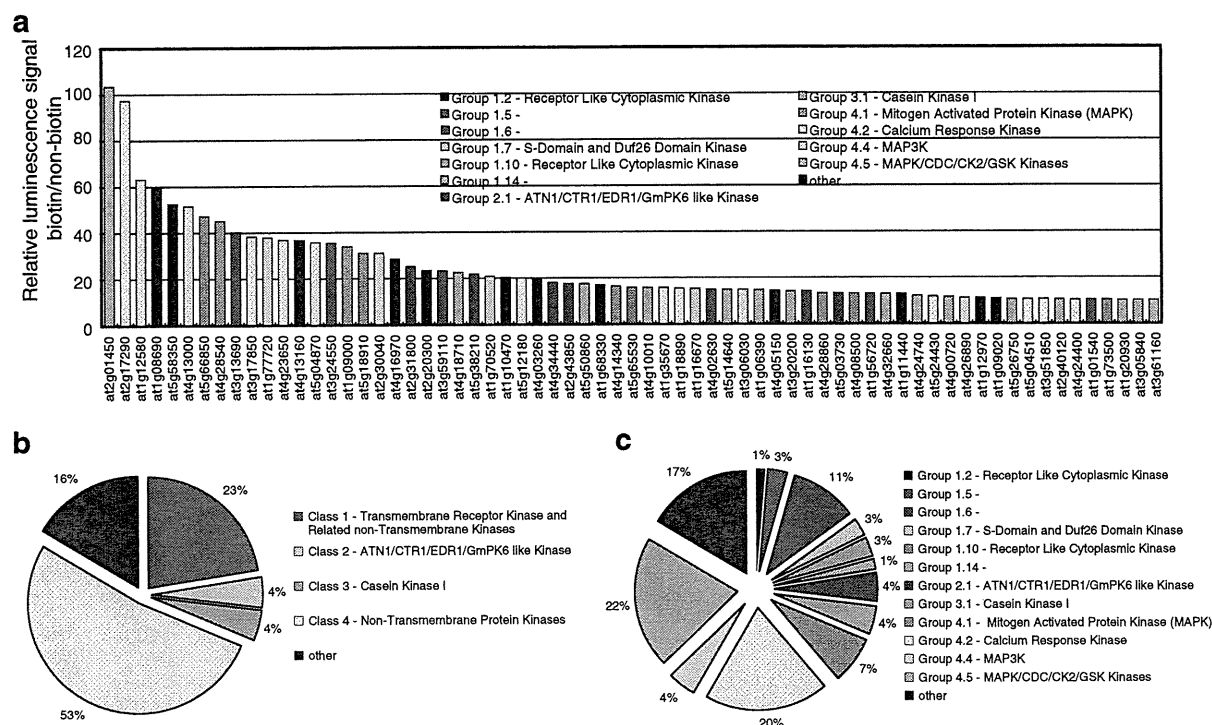 a
Relative luminescence signal
biotin/non-biotin
120
100
80
60
40
20
0
Group 1.2 - Receptor Like Cytoplasmic Kinase
Group 1.5 -
Group 1.6 -
Group 1.7 - S-Domain and Duf26 Domain Kinase
Group 1.10 - Receptor Like Cytoplasmic Kinase
Group 1.14 -
Group 2.1 - ATN1/CTR1/EDR1/GmPK6 like Kinase
Group 3.1 - Casein Kinase I
Group 4.1 - Mitogen Activated Protein Kinase (MAPK)
Group 4.2 - Calcium Response Kinase
Group 4.4 - MAP3K
Group 4.5 - MAPK/CDC/CK2/GSK Kinases
other
at2g01450
at2g17290
at1g12580
at1g08690
at5g58350
at4g13000
at5g66850
at4g28540
at3g13690
at3g17850
at1g77720
at4g23650
at4g13160
at5g04870
at3g24550
at1g09000
at5g18910
at2g30040
at4g16970
at2g31800
at2g20300
at3g59110
at4g18710
at5g38210
at1g70520
at1g10470
at5g12180
at4g03260
at4g34440
at2g43850
at5g50860
at1g68330
at4g14340
at5g65530
at4g10010
at1g35670
at1g18890
at1g16670
at4g02630
at5g14640
at3g06030
at1g06390
at4g05150
at3g20200
at1g16130
at4g28860
at5g03730
at4g08500
at1g56720
at4g32660
at1g11440
at4g24740
at5g24430
at4g00720
at4g26890
at1g12970
at1g09020
at5g26750
at5g04510
at3g51850
at2g40120
at4g24400
at1g01540
at1g73500
at1g20930
at3g05840
at3g61160
b
16%
23%
4%
4%
53%
Class 1 - Transmembrane Receptor Kinase and
Related non-Transmembrane Kinases
Class 2 - ATN1/CTR1/EDR1/GmPK6 like Kinase
Class 3 - Casein Kinase I
Class 4 - Non-Transmembrane Protein Kinases
other
c
17%
1%
3%
11%
3%
3%
1%
4%
4%
7%
20%
4%
22%
Group 1.2 - Receptor Like Cytoplasmic Kinase
Group 1.5 -
Group 1.6 -
Group 1.7 - S-Domain and Duf26 Domain Kinase
Group 1.10 - Receptor Like Cytoplasmic Kinase
Group 1.14 -
Group 2.1 - ATN1/CTR1/EDR1/GmPK6 like Kinase
Group 3.1 - Casein Kinase I
Group 4.1 - Mitogen Activated Protein Kinase (MAPK)
Group 4.2 - Calcium Response Kinase
Group 4.4 - MAP3K
Group 4.5 - MAPK/CDC/CK2/GSK Kinases
other